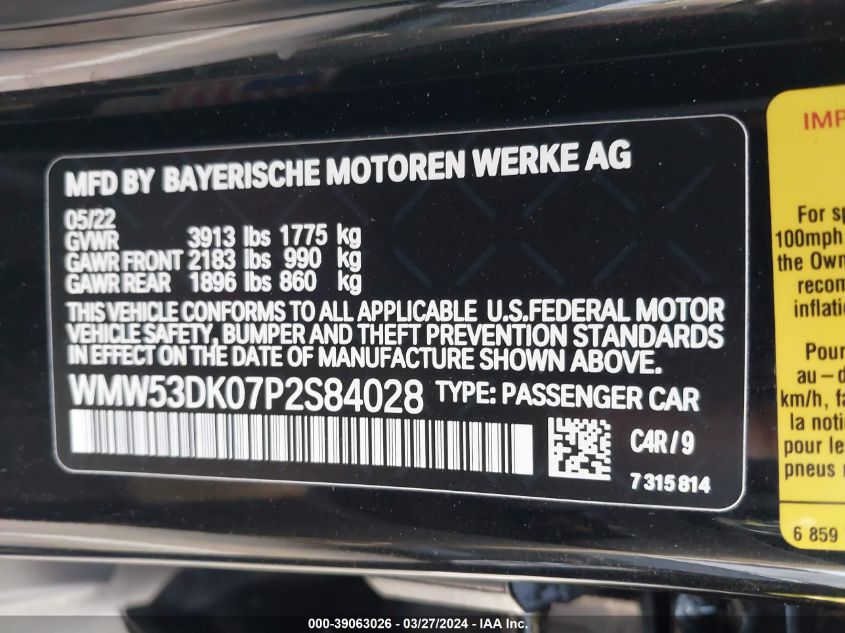 MFD BY BAYERISCHE MOTOREN WERKE AG
05/22
GVWR 3913 lbs 1775 kg
GAWR FRONT 2183 lbs 990 kg
GAWR REAR 1896 lbs 860 kg
THIS VEHICLE CONFORMS TO ALL APPLICABLE U.S.FEDERAL MOTOR
VEHICLE SAFETY, BUMPER AND THEFT PREVENTION STANDARDS
IN EFFECT ON THE DATE OF MANUFACTURE SHOWN ABOVE.
WMW53DK07P2S84028 TYPE: PASSENGER CAR
C4R/9
7315814
IMP
For sp
100mph
the Own
recom
inflatio
Pour
au-d
km/h, fa
la noti
pour le
pneus
6 859
000-39063026 - 03/27/2024 - IAA Inc.